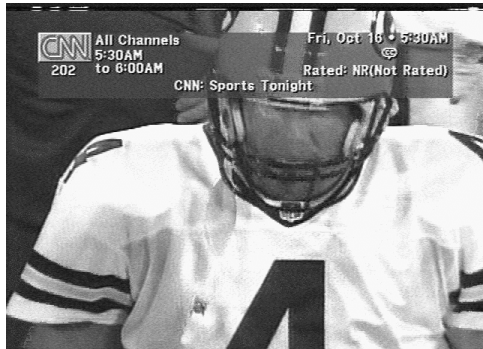 CNN
202
All Channels
5:30AM
to 6:00AM
Fri, Oct 16 • 5:30AM
CC
Rated: NR(Not Rated)
CNN: Sports Tonight
4